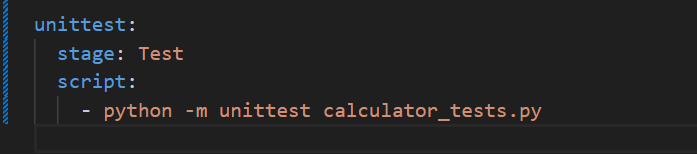 unittest:
  stage: Test
  script:
    - python -m unittest calculator_tests.py